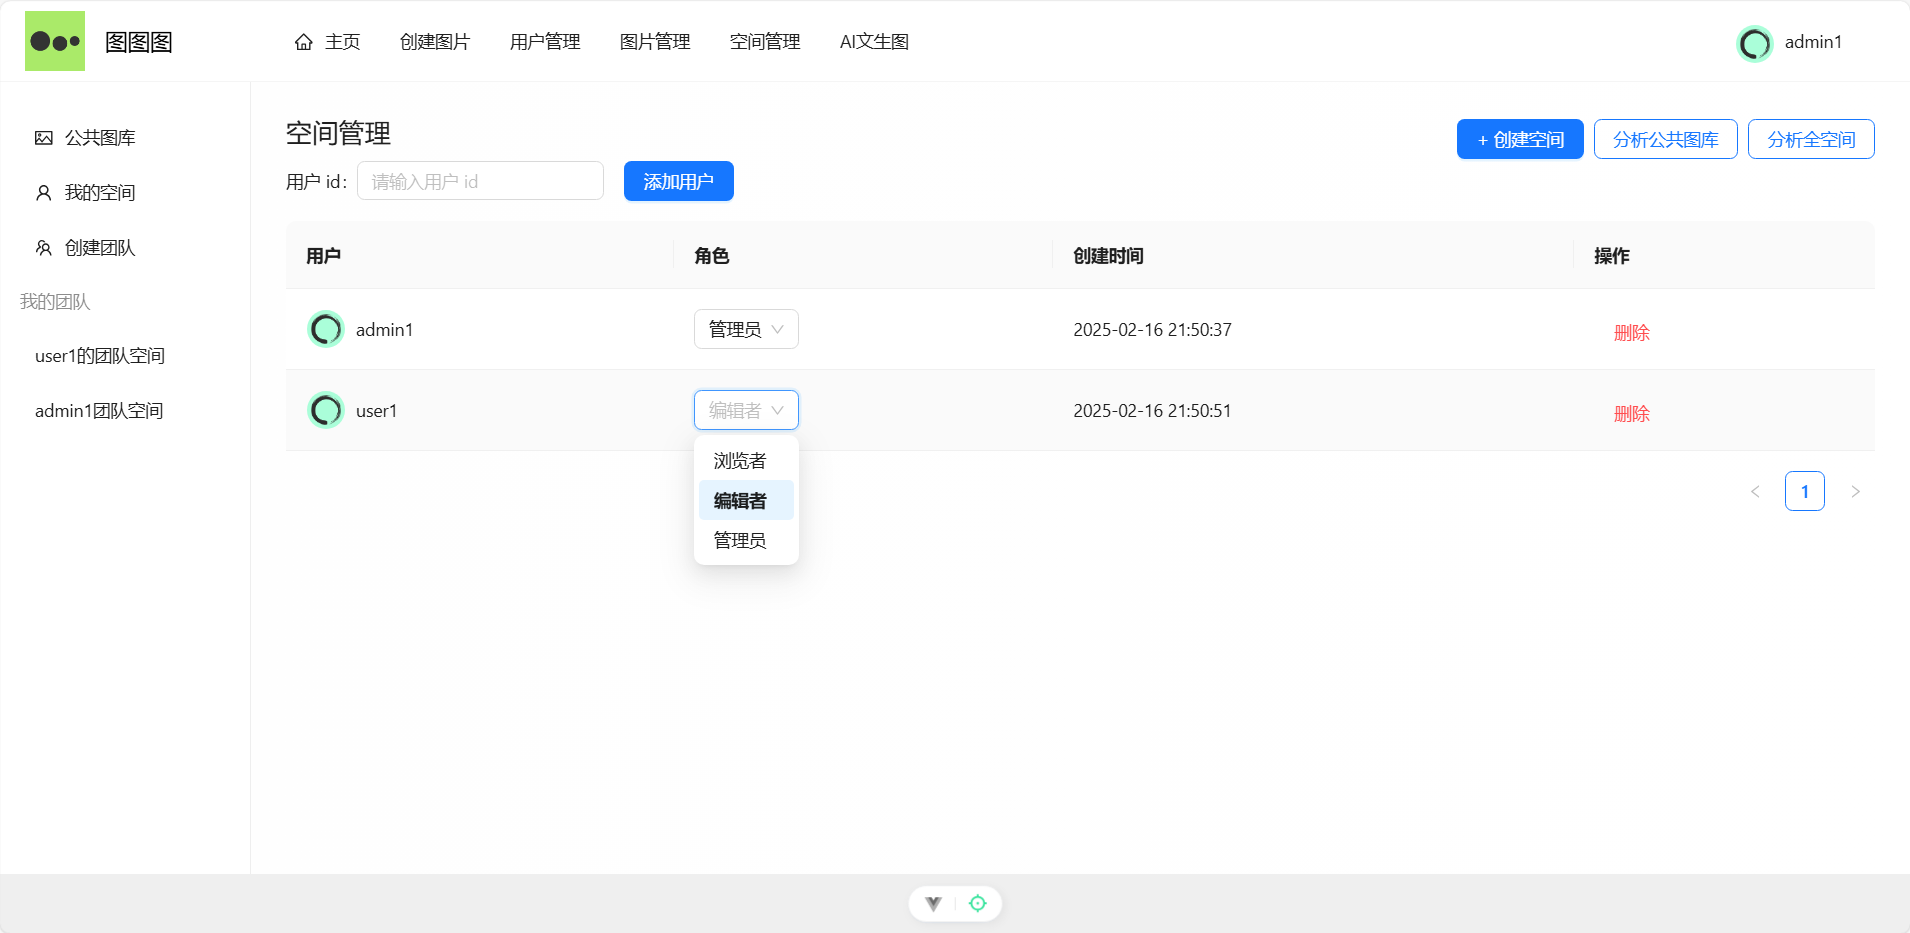 图图图
主页
创建图片
用户管理
图片管理
空间管理
AI文生图
admin1
公共图库
我的空间
创建团队
我的团队
user1的团队空间
admin1团队空间
空间管理
+ 创建空间
分析公共图库
分析全空间
用户 id:
请输入用户 id
添加用户
用户
角色
创建时间
操作
admin1
管理员
2025-02-16 21:50:37
删除
user1
编辑者
2025-02-16 21:50:51
删除
浏览者
编辑者
管理员
1